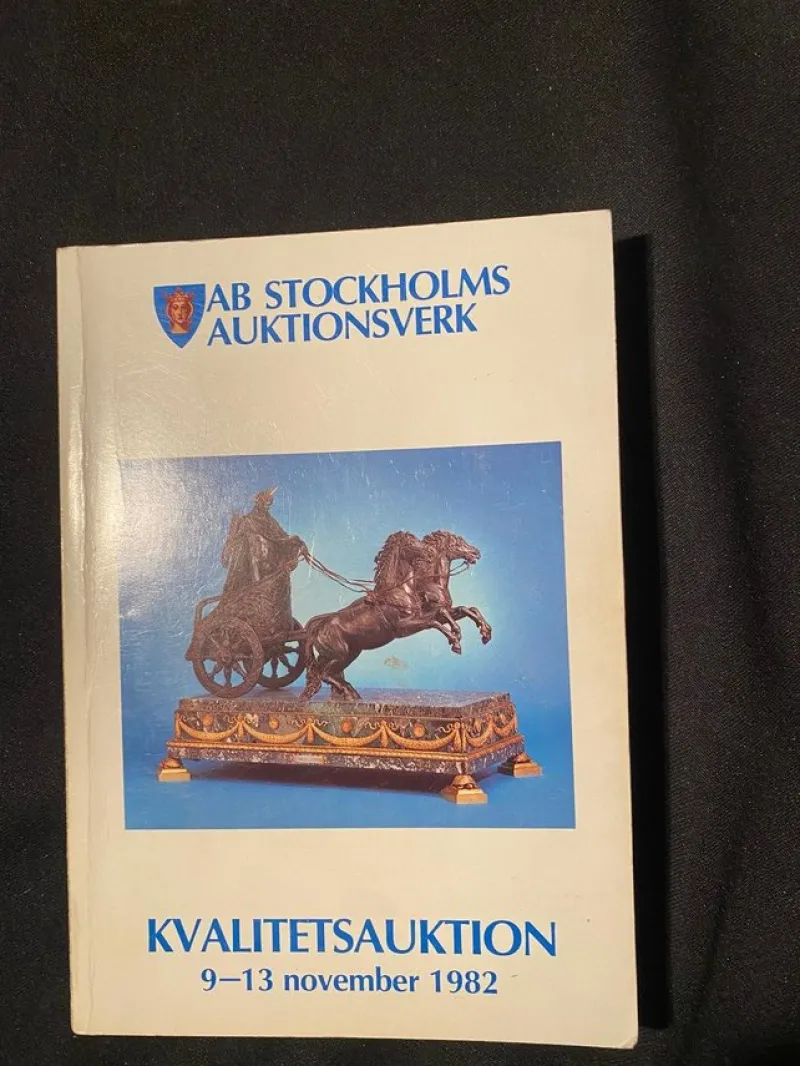 AB STOCKHOLMS
AUKTIONSVERK
KVALITETSAUKTION
9–13 november 1982